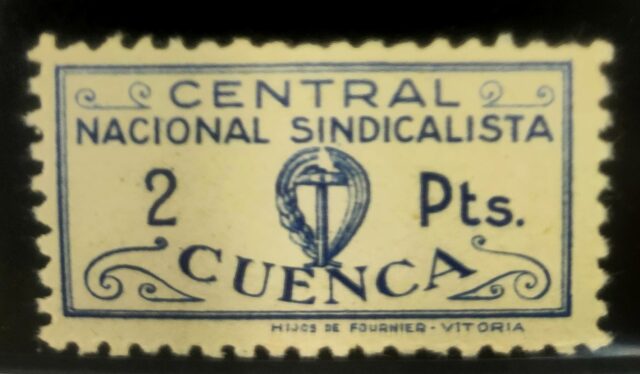 CENTRAL
NACIONAL SINDICALISTA
2 Pts.
CUENCA
HIJOS DE FOURNIER - VITORIA